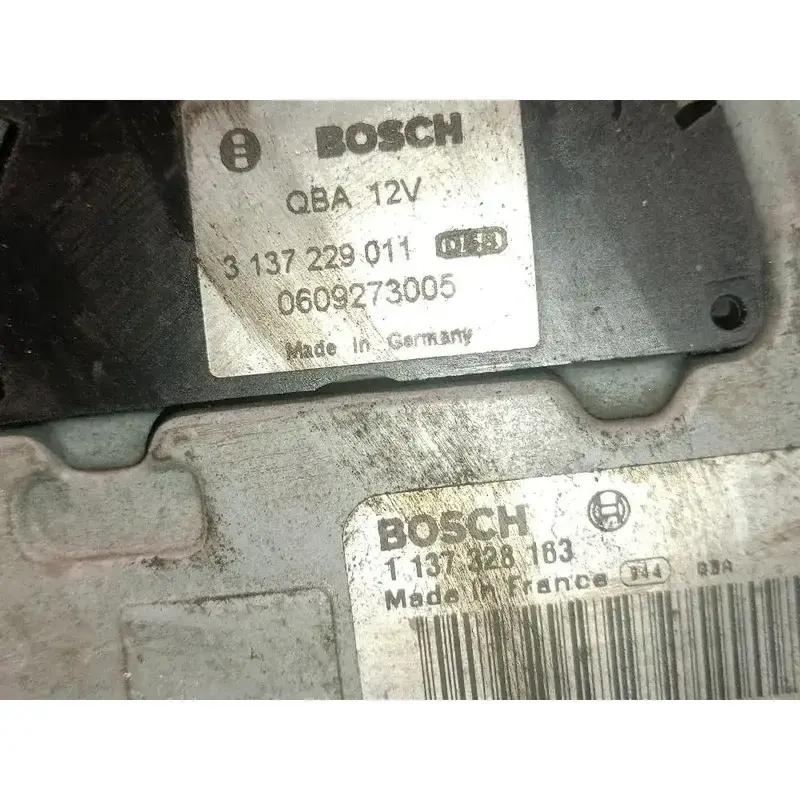 BOSCH
QBA 12V
3 137 229 011
0609273005
Made in Germany
BOSCH
1 137 328 163
Made in France 944 QBA